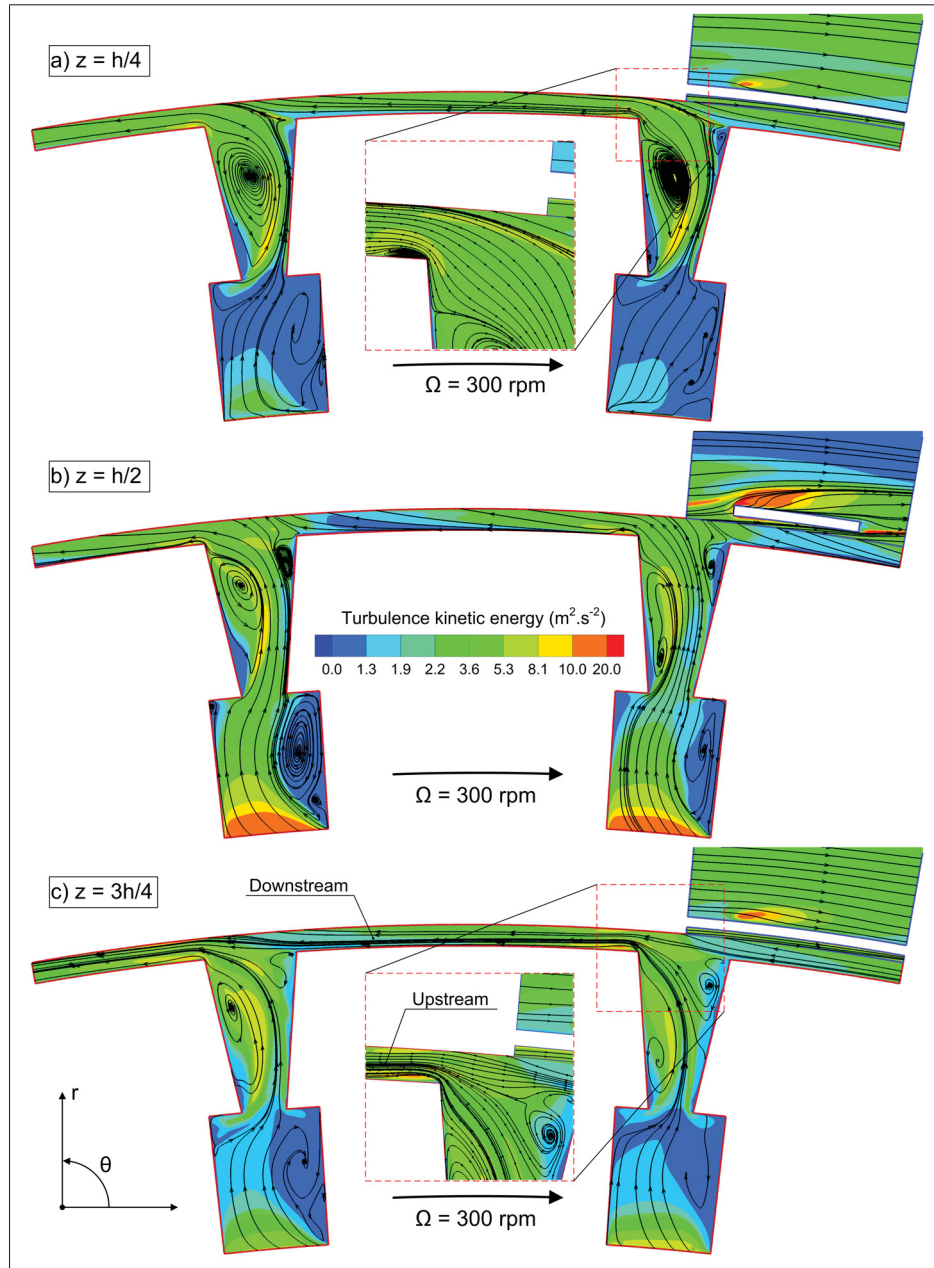 a) z = h/4
Ω = 300 rpm
b) z = h/2
Turbulence kinetic energy (m².s⁻²)
0.0 1.3 1.9 2.2 3.6 5.3 8.1 10.0 20.0
Ω = 300 rpm
c) z = 3h/4
Downstream
Upstream
r
θ
Ω = 300 rpm